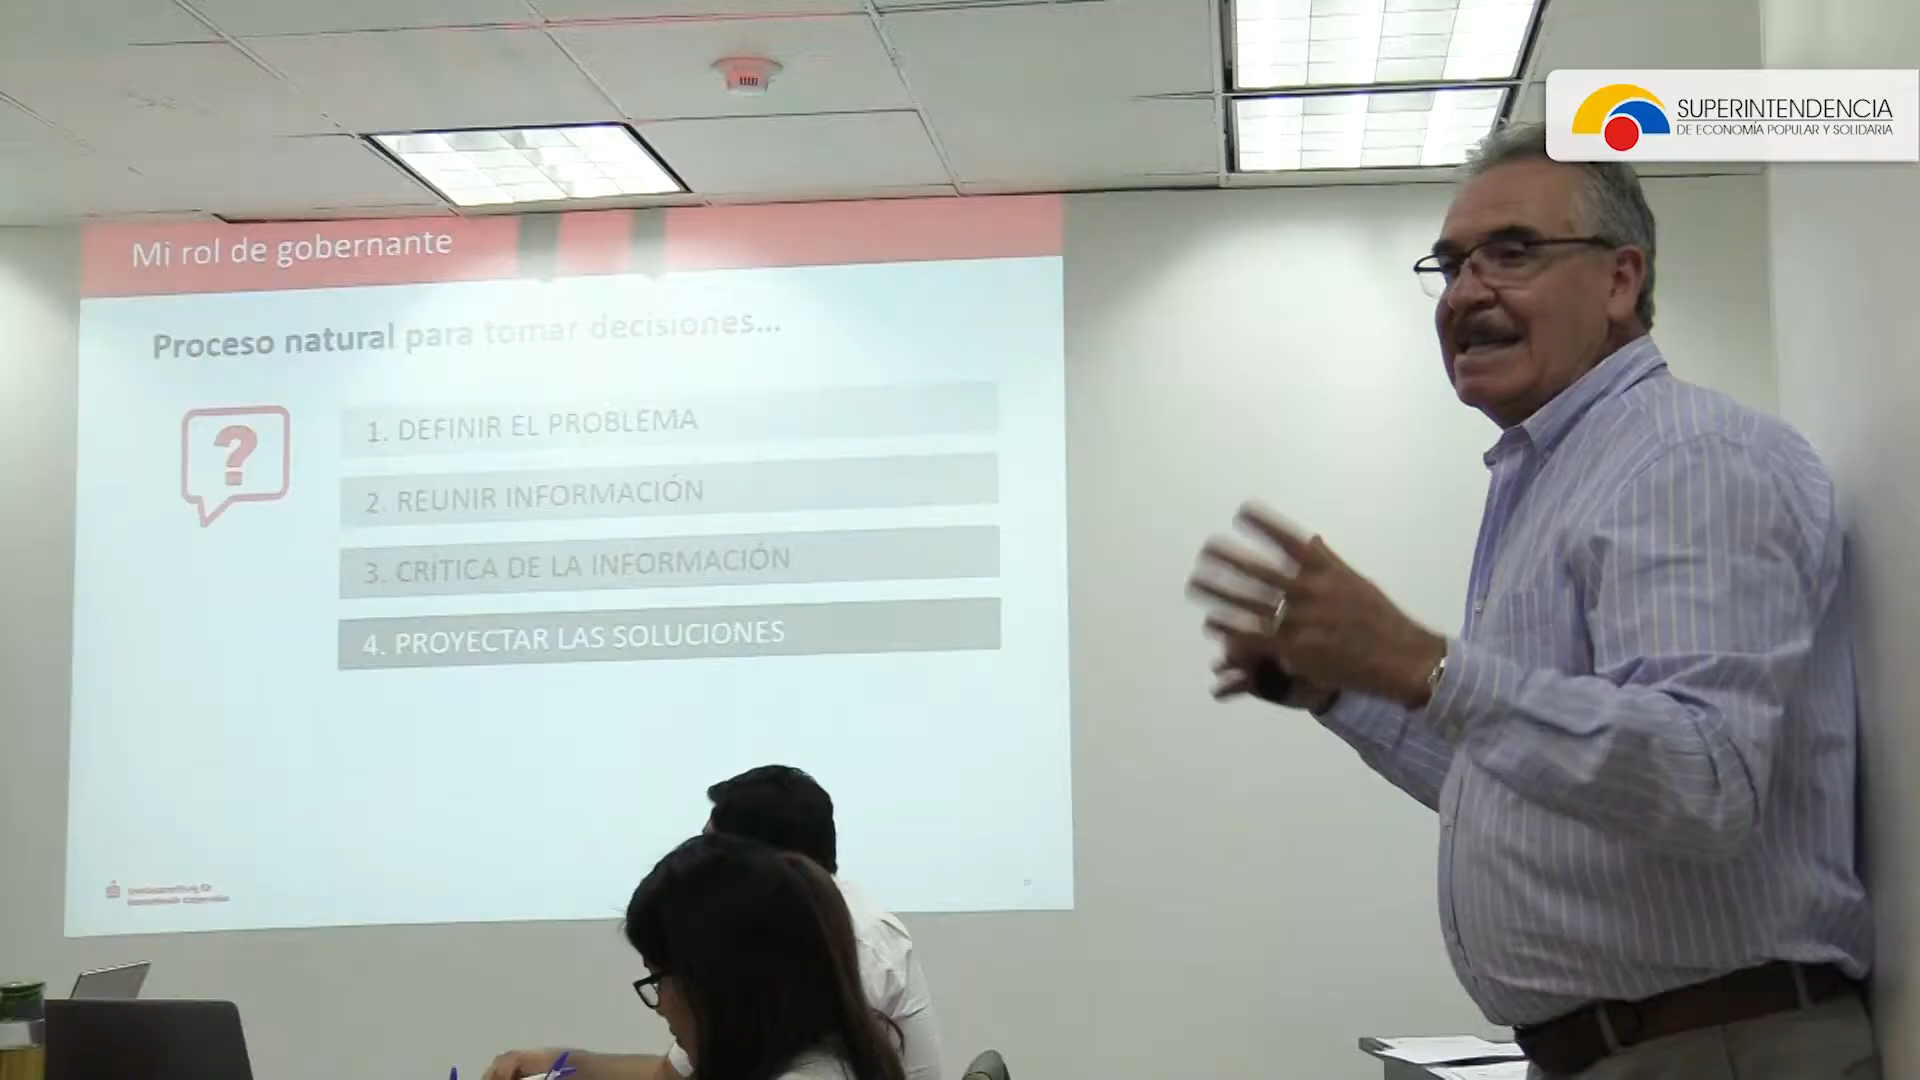 SUPERINTENDENCIA
DE ECONOMÍA POPULAR Y SOLIDARIA
Mi rol de gobernante
Proceso natural para tomar decisiones...
?
1. DEFINIR EL PROBLEMA
2. REUNIR INFORMACIÓN
3. CRÍTICA DE LA INFORMACIÓN
4. PROYECTAR LAS SOLUCIONES